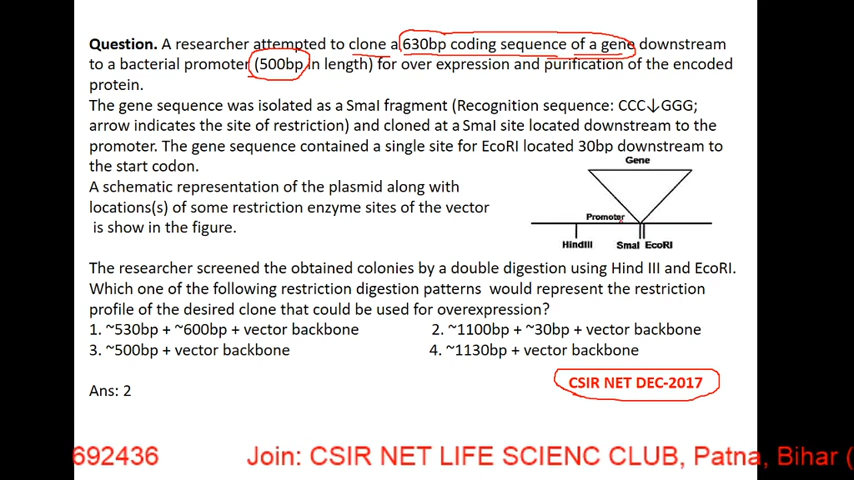 Question. A researcher attempted to clone a 630bp coding sequence of a gene downstream
to a bacterial promoter (500bp in length) for over expression and purification of the encoded
protein.
The gene sequence was isolated as a SmaI fragment (Recognition sequence: CCC↓GGG;
arrow indicates the site of restriction) and cloned at a SmaI site located downstream to the
promoter. The gene sequence contained a single site for EcoRI located 30bp downstream to
the start codon.
Gene
A schematic representation of the plasmid along with
locations(s) of some restriction enzyme sites of the vector
is show in the figure.
Promoter
HindIII SmaI EcoRI
The researcher screened the obtained colonies by a double digestion using Hind III and EcoRI.
Which one of the following restriction digestion patterns would represent the restriction
profile of the desired clone that could be used for overexpression?
1. ~530bp + ~600bp + vector backbone 2. ~1100bp + ~30bp + vector backbone
3. ~500bp + vector backbone 4. ~1130bp + vector backbone
CSIR NET DEC-2017
Ans: 2
692436 Join: CSIR NET LIFE SCIENC CLUB, Patna, Bihar (